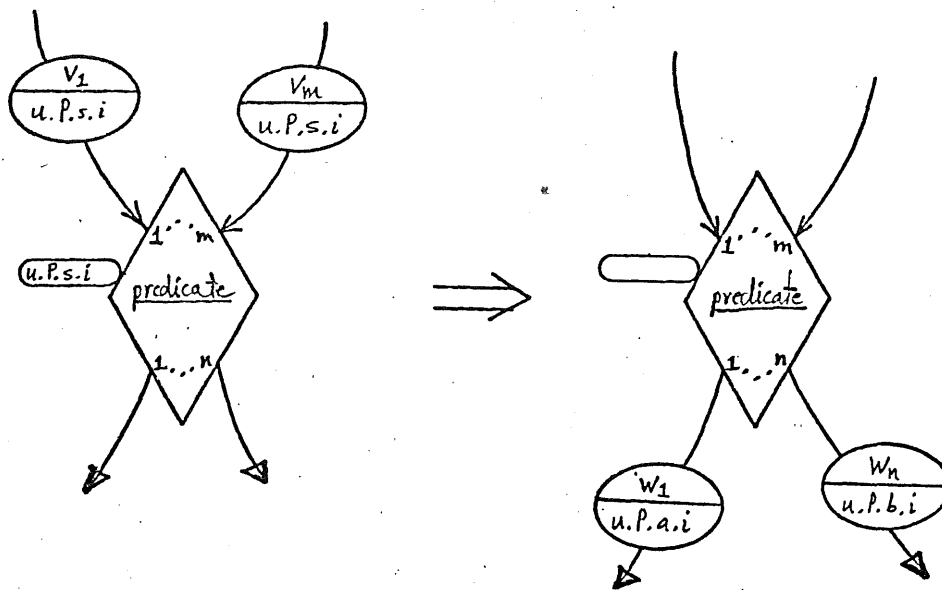 V1
u.P.s.i
Vm
u.P.s.i
1...m
u.P.s.i
predicate
1...n
1...m
predicate
1...n
W1
u.P.a.i
Wn
u.P.b.i